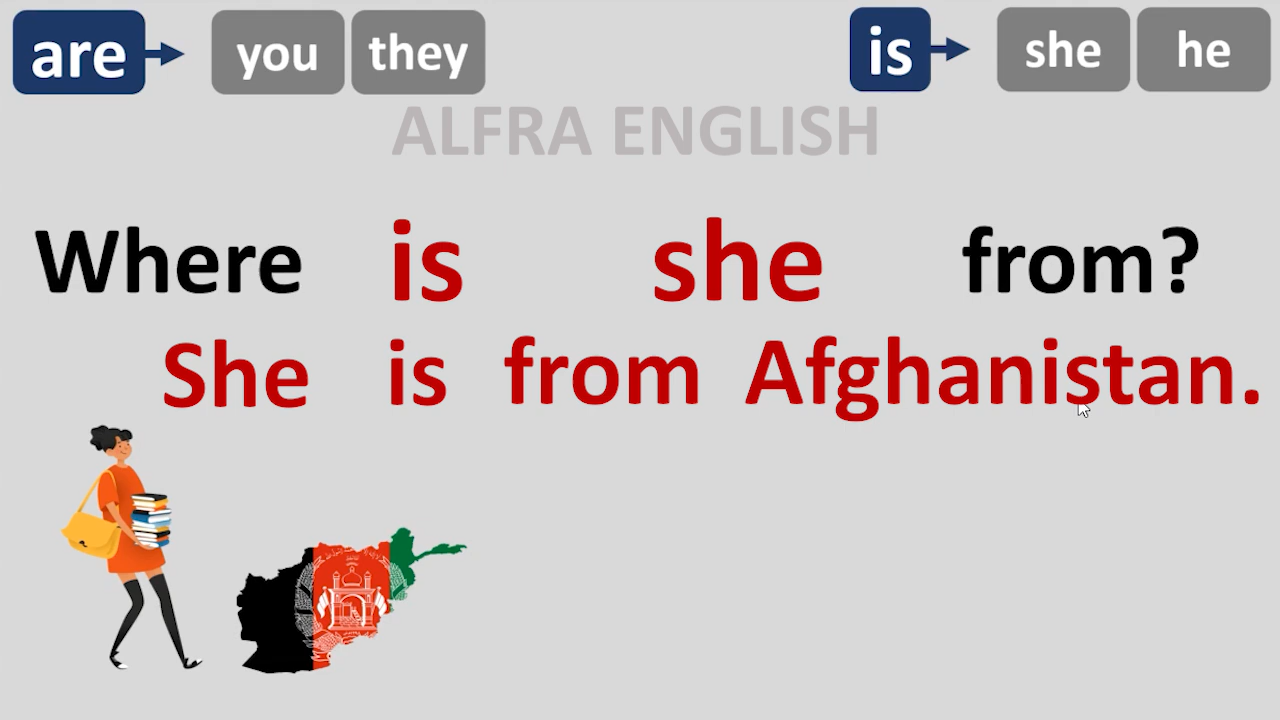 are you they is she he
ALFRA ENGLISH
Where is she from?
She is from Afghanistan.